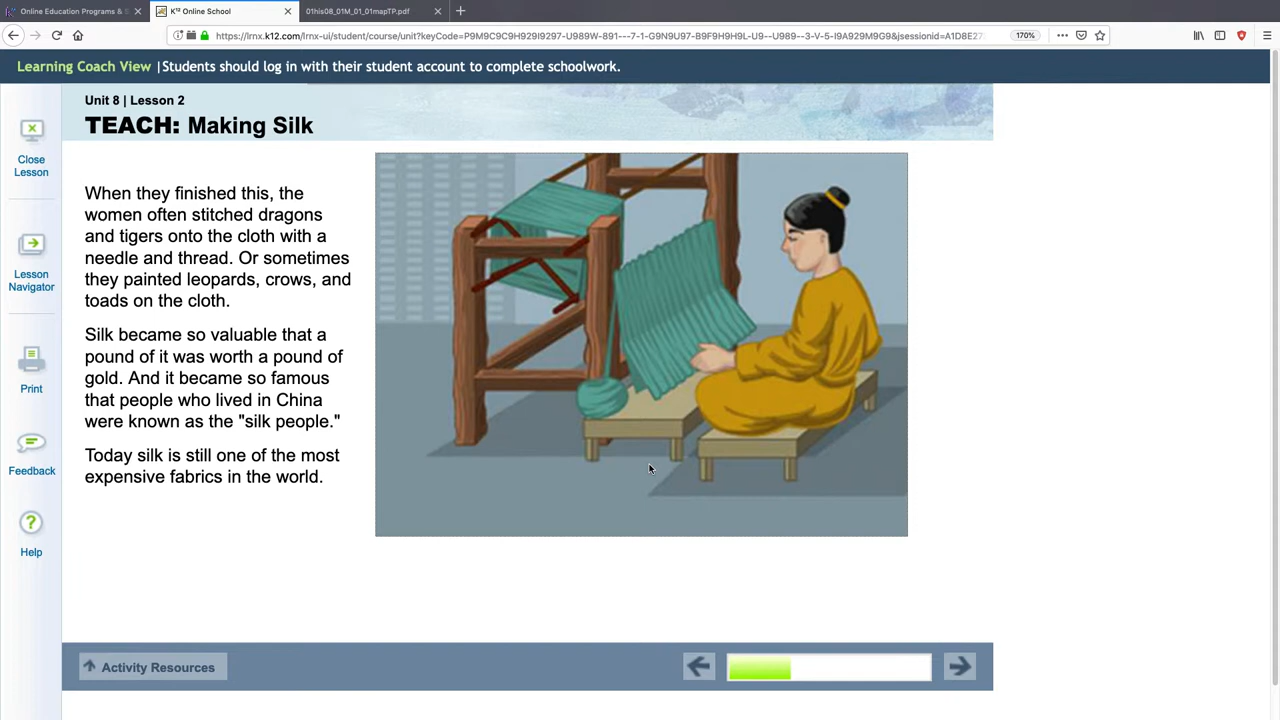 Online Education Programs & S
K¹² Online School
01his08_01M_01_01mapTP.pdf
170%
Learning Coach View | Students should log in with their student account to complete schoolwork.
Close
Lesson
Lesson
Navigator
Print
Feedback
Help
Unit 8 | Lesson 2
TEACH: Making Silk
When they finished this, the
women often stitched dragons
and tigers onto the cloth with a
needle and thread. Or sometimes
they painted leopards, crows, and
toads on the cloth.
Silk became so valuable that a
pound of it was worth a pound of
gold. And it became so famous
that people who lived in China
were known as the "silk people."
Today silk is still one of the most
expensive fabrics in the world.
Activity Resources